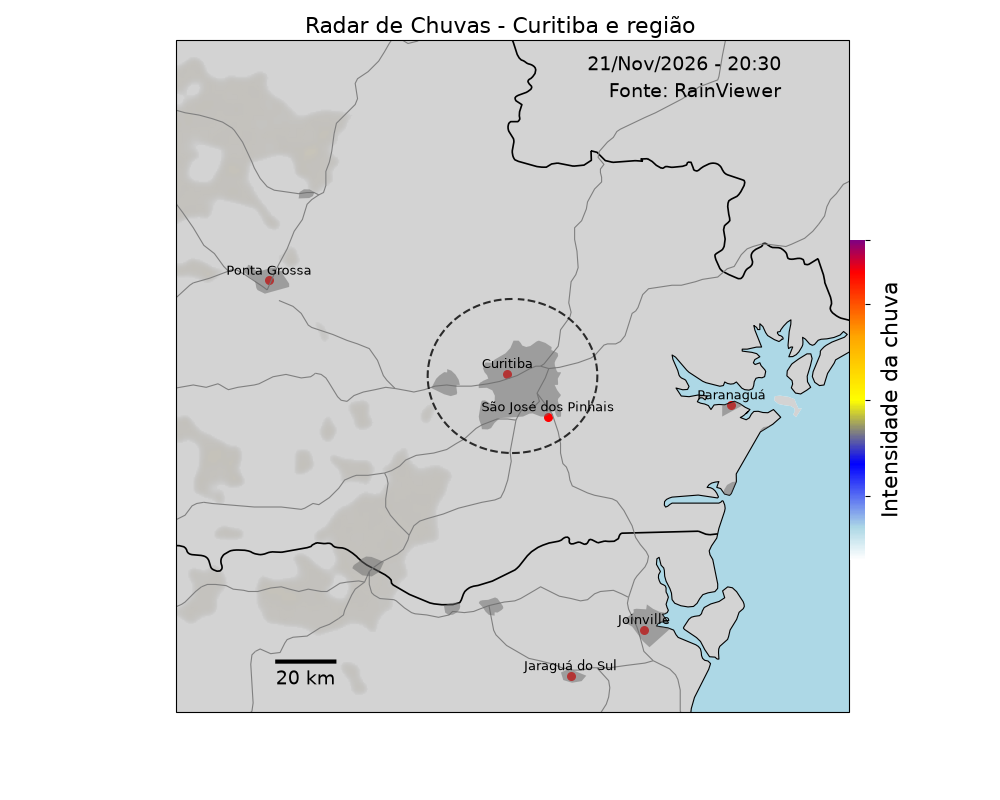 Radar de Chuvas - Curitiba e região
21/Nov/2026 - 20:30
Fonte: RainViewer
Ponta Grossa
Curitiba
Paranaguá
São José dos Pinhais
Intensidade da chuva
Joinville
Jaraguá do Sul
20 km